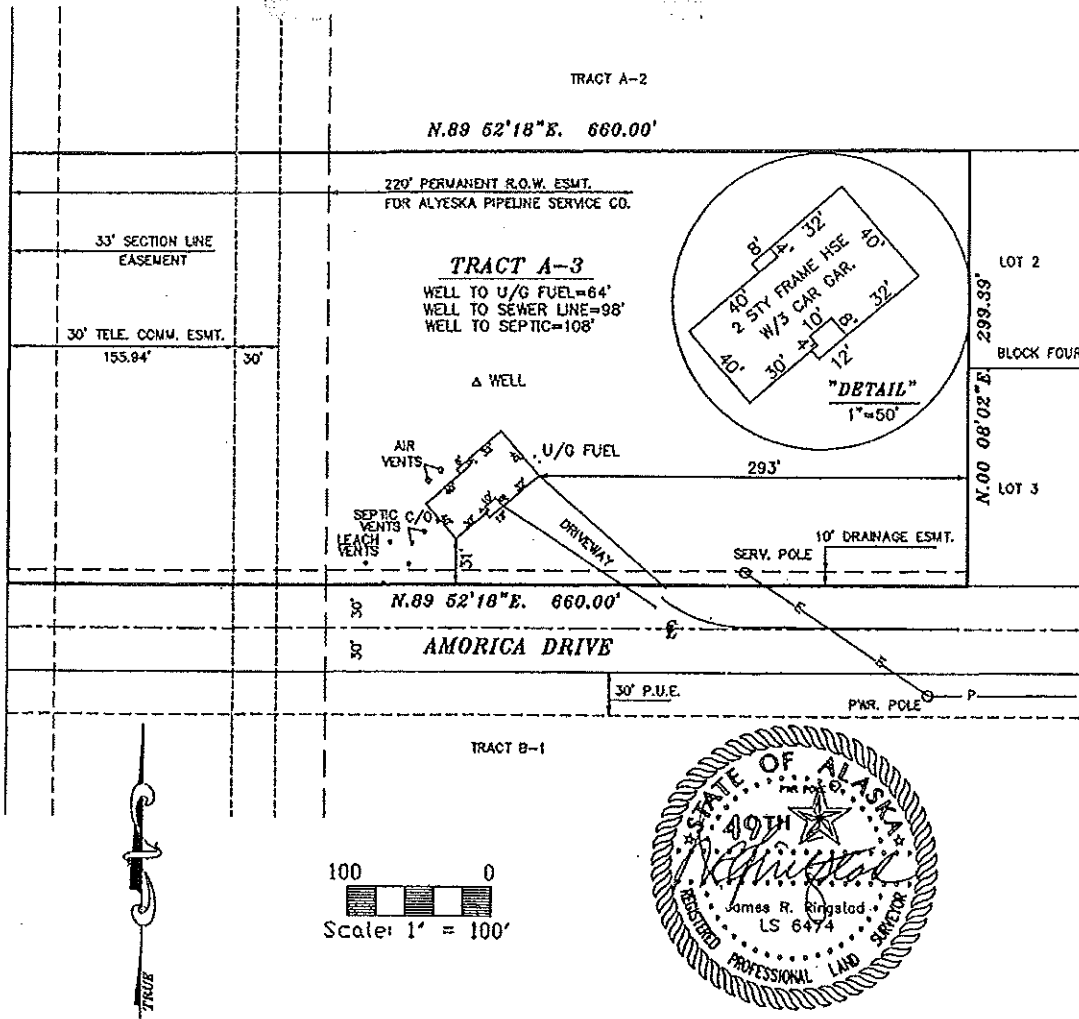 TRACT A-2
N.89 52'18"E. 660.00'
220' PERMANENT R.O.W. ESMT.
FOR ALYESKA PIPELINE SERVICE CO.
33' SECTION LINE
EASEMENT
TRACT A-3
WELL TO U/G FUEL=64'
WELL TO SEWER LINE=98'
WELL TO SEPTIC=108'
30' TELE. COMM. ESMT.
155.94' 30'
8'
4'
32'
40'
40'
2 STY FRAME HSE
W/3 CAR GAR.
10'
8'
32'
4'
12'
30'
40'
"DETAIL"
1"=50'
LOT 2
N.00 08'02"E. 299.39'
BLOCK FOUR
LOT 3
WELL
AIR
VENTS
U/G FUEL
293'
SEPTIC C/O
VENTS
LEACH
VENTS
31'
DRIVEWAY
SERV. POLE
10' DRAINAGE ESMT.
30'
N.89 52'18"E. 660.00'
30'
AMORICA DRIVE
30' P.U.E.
PWR. POLE
P
TRACT B-1
TRUE
100 0
Scale: 1" = 100'
STATE OF ALASKA
49TH
James R. Ringstad
LS 6474
REGISTERED PROFESSIONAL LAND SURVEYOR